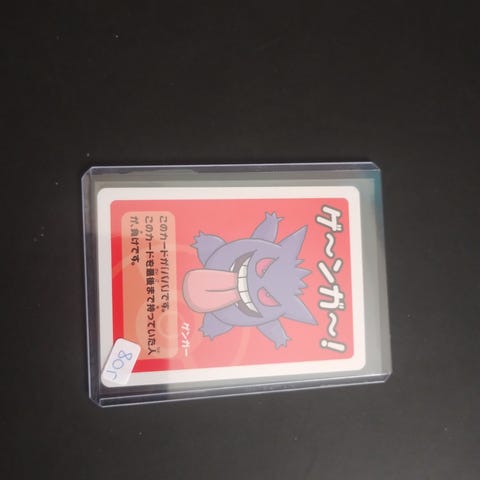 ゲ〜ンガ〜!
ゲンガー
このカードが「ババ」です。
このカードを最後まで持っていた人
が、負けです。